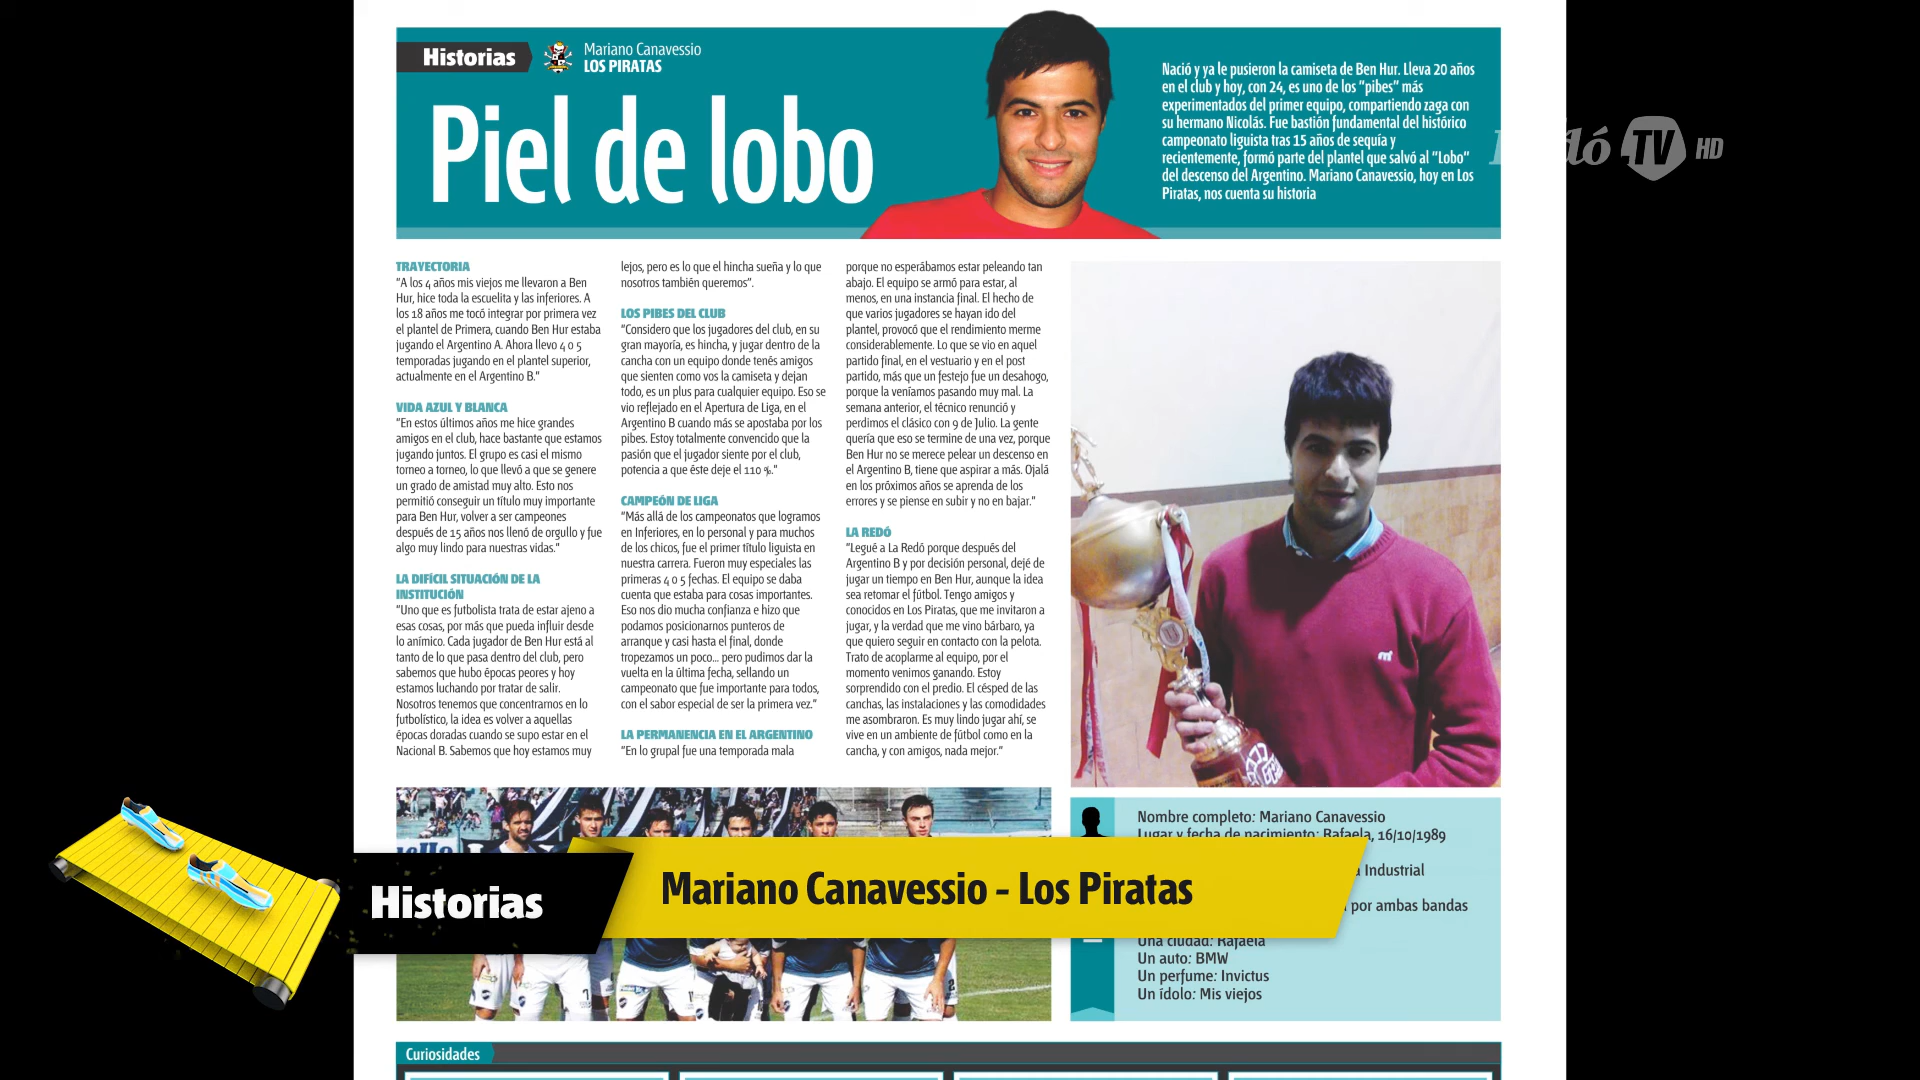 Historias
Mariano Canavessio
LOS PIRATAS
Piel de lobo
Nació y ya le pusieron la camiseta de Ben Hur. Lleva 20 años
en el club y hoy, con 24, es uno de los "pibes" más
experimentados del primer equipo, compartiendo zaga con
su hermano Nicolás. Fue bastión fundamental del histórico
campeonato liguista tras 15 años de sequía y
recientemente, formó parte del plantel que salvó al "Lobo"
del descenso del Argentino. Mariano Canavessio, hoy en Los
Piratas, nos cuenta su historia
TV HD
TRAYECTORIA
"A los 4 años mis viejos me llevaron a Ben
Hur, hice toda la escuelita y las inferiores. A
los 18 años me tocó integrar por primera vez
el plantel de Primera, cuando Ben Hur estaba
jugando el Argentino A. Ahora llevo 4 o 5
temporadas jugando en el plantel superior,
actualmente en el Argentino B."
VIDA AZUL Y BLANCA
"En estos últimos años me hice grandes
amigos en el club, hace bastante que estamos
jugando juntos. El grupo es casi el mismo
torneo a torneo, lo que llevó a que se genere
un grado de amistad muy alto. Esto nos
permitió conseguir un título muy importante
para Ben Hur, volver a ser campeones
después de 15 años nos llenó de orgullo y fue
algo muy lindo para nuestras vidas."
LA DIFÍCIL SITUACIÓN DE LA
INSTITUCIÓN
"Uno que es futbolista trata de estar ajeno a
esas cosas, por más que pueda influir desde
lo anímico. Cada jugador de Ben Hur está al
tanto de lo que pasa dentro del club, pero
sabemos que hubo épocas peores y hoy
estamos luchando por tratar de salir.
Nosotros tenemos que concentrarnos en lo
futbolístico, la idea es volver a aquellas
épocas doradas cuando se supo estar en el
Nacional B. Sabemos que hoy estamos muy
lejos, pero es lo que el hincha sueña y lo que
nosotros también queremos".
LOS PIBES DEL CLUB
"Considero que los jugadores del club, en su
gran mayoría, es hincha, y jugar dentro de la
cancha con un equipo donde tenés amigos
que sienten como vos la camiseta y dejan
todo, es un plus para cualquier equipo. Eso se
vio reflejado en el Apertura de Liga, en el
Argentino B cuando más se apostaba por los
pibes. Estoy totalmente convencido que la
pasión que el jugador siente por el club,
potencia a que éste deje el 110 %."
CAMPEÓN DE LIGA
"Más allá de los campeonatos que logramos
en Inferiores, en lo personal y para muchos
de los chicos, fue el primer título liguista en
nuestra carrera. Fueron muy especiales las
primeras 4 o 5 fechas. El equipo se daba
cuenta que estaba para cosas importantes.
Eso nos dio mucha confianza e hizo que
podamos posicionarnos punteros de
arranque y casi hasta el final, donde
tropezamos un poco... pero pudimos dar la
vuelta en la última fecha, sellando un
campeonato que fue importante para todos,
con el sabor especial de ser la primera vez."
LA PERMANENCIA EN EL ARGENTINO
"En lo grupal fue una temporada mala
porque no esperábamos estar peleando tan
abajo. El equipo se armó para estar, al
menos, en una instancia final. El hecho de
que varios jugadores se hayan ido del
plantel, provocó que el rendimiento merme
considerablemente. Lo que se vio en aquel
partido final, en el vestuario y en el post
partido, más que un festejo fue un desahogo,
porque la veníamos pasando muy mal. La
semana anterior, el técnico renunció y
perdimos el clásico con 9 de Julio. La gente
quería que eso se termine de una vez, porque
Ben Hur no se merece pelear un descenso en
el Argentino B, tiene que aspirar a más. Ojalá
en los próximos años se aprenda de los
errores y se piense en subir y no en bajar."
LA REDÓ
"Legué a La Redó porque después del
Argentino B y por decisión personal, dejé de
jugar un tiempo en Ben Hur, aunque la idea
sea retomar el fútbol. Tengo amigos y
conocidos en Los Piratas, que me invitaron a
jugar, y la verdad que me vino bárbaro, ya
que quiero seguir en contacto con la pelota.
Trato de acoplarme al equipo, por el
momento venimos ganando. Estoy
sorprendido con el predio. El césped de las
canchas, las instalaciones y las comodidades
me asombraron. Es muy lindo jugar ahí, se
vive en un ambiente de fútbol como en la
cancha, y con amigos, nada mejor."
Nombre completo: Mariano Canavessio
Lugar y fecha de nacimiento: Rafaela, 16/10/1989
Industrial
por ambas bandas
Una ciudad: Rafaela
Un auto: BMW
Un perfume: Invictus
Un ídolo: Mis viejos
Historias
Mariano Canavessio - Los Piratas
Curiosidades